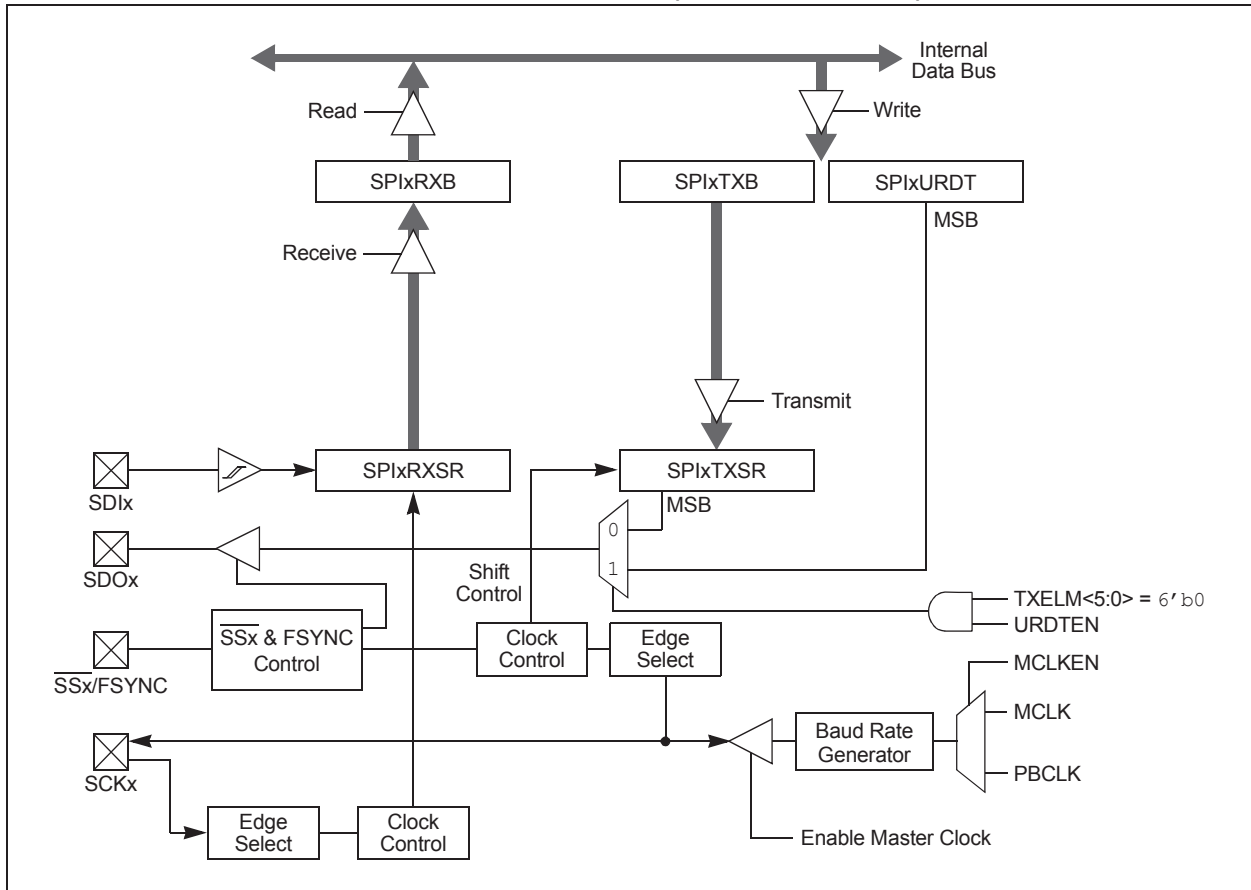 Internal
Data Bus
Read
Write
SPIxRXB
SPIxTXB
SPIxURDT
MSB
Receive
Transmit
SPIxRXSR
SPIxTXSR
SDIx
MSB
0
1
SDOx
Shift
Control
TXELM<5:0> = 6'b0
URDTEN
SSx & FSYNC
Control
Clock
Control
Edge
Select
SSx/FSYNC
MCLKEN
MCLK
Baud Rate
Generator
PBCLK
SCKx
Edge
Select
Clock
Control
Enable Master Clock